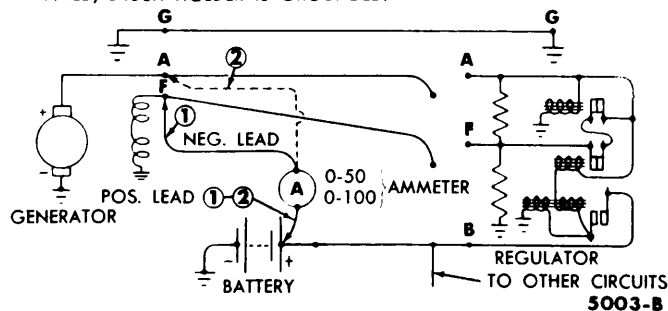 G G
A ② A
F
① F
NEG. LEAD
+
-
A 0-50
0-100 } AMMETER
POS. LEAD ① ②
GENERATOR
B
REGULATOR
- +
TO OTHER CIRCUITS
BATTERY
5003-B